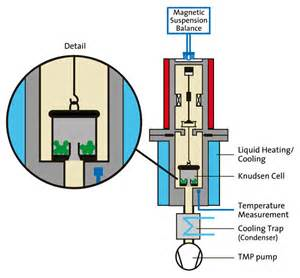 Magnetic
Suspension
Balance
Detail
Liquid Heating/
Cooling
Knudsen Cell
Temperature
Measurement
Cooling Trap
(Condenser)
TMP pump